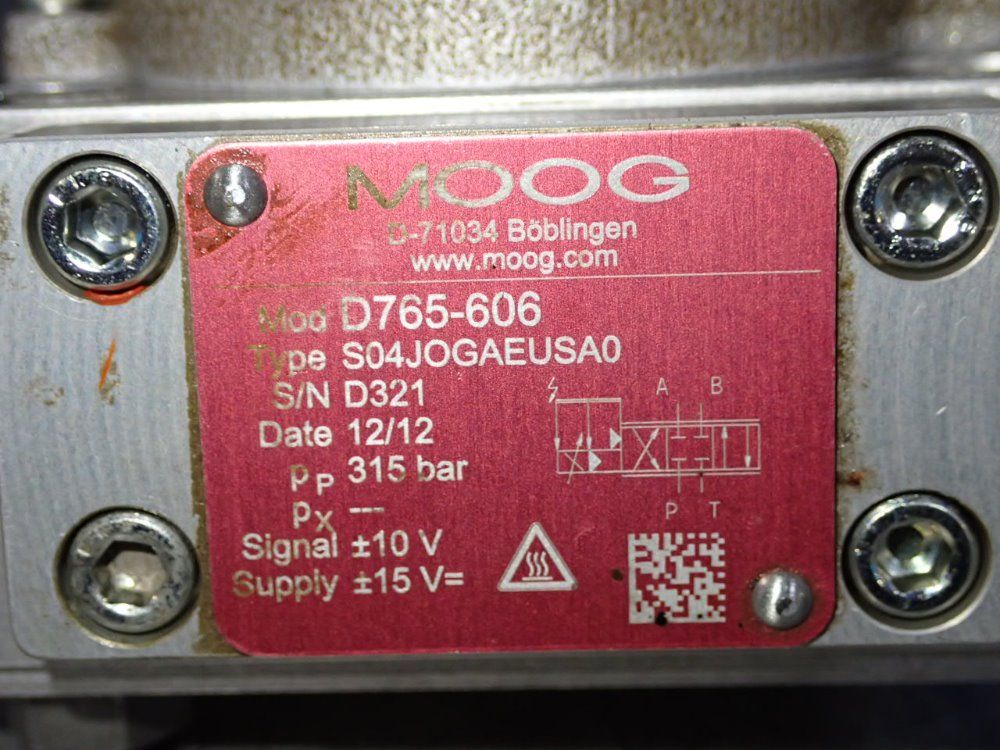 MOOG
D-71034 Böblingen
www.moog.com
Mod D765-606
Type S04JOGAEUSA0
S/N D321
Date 12/12
pP 315 bar
pX ---
Signal ±10 V
Supply ±15 V=
A B
P T